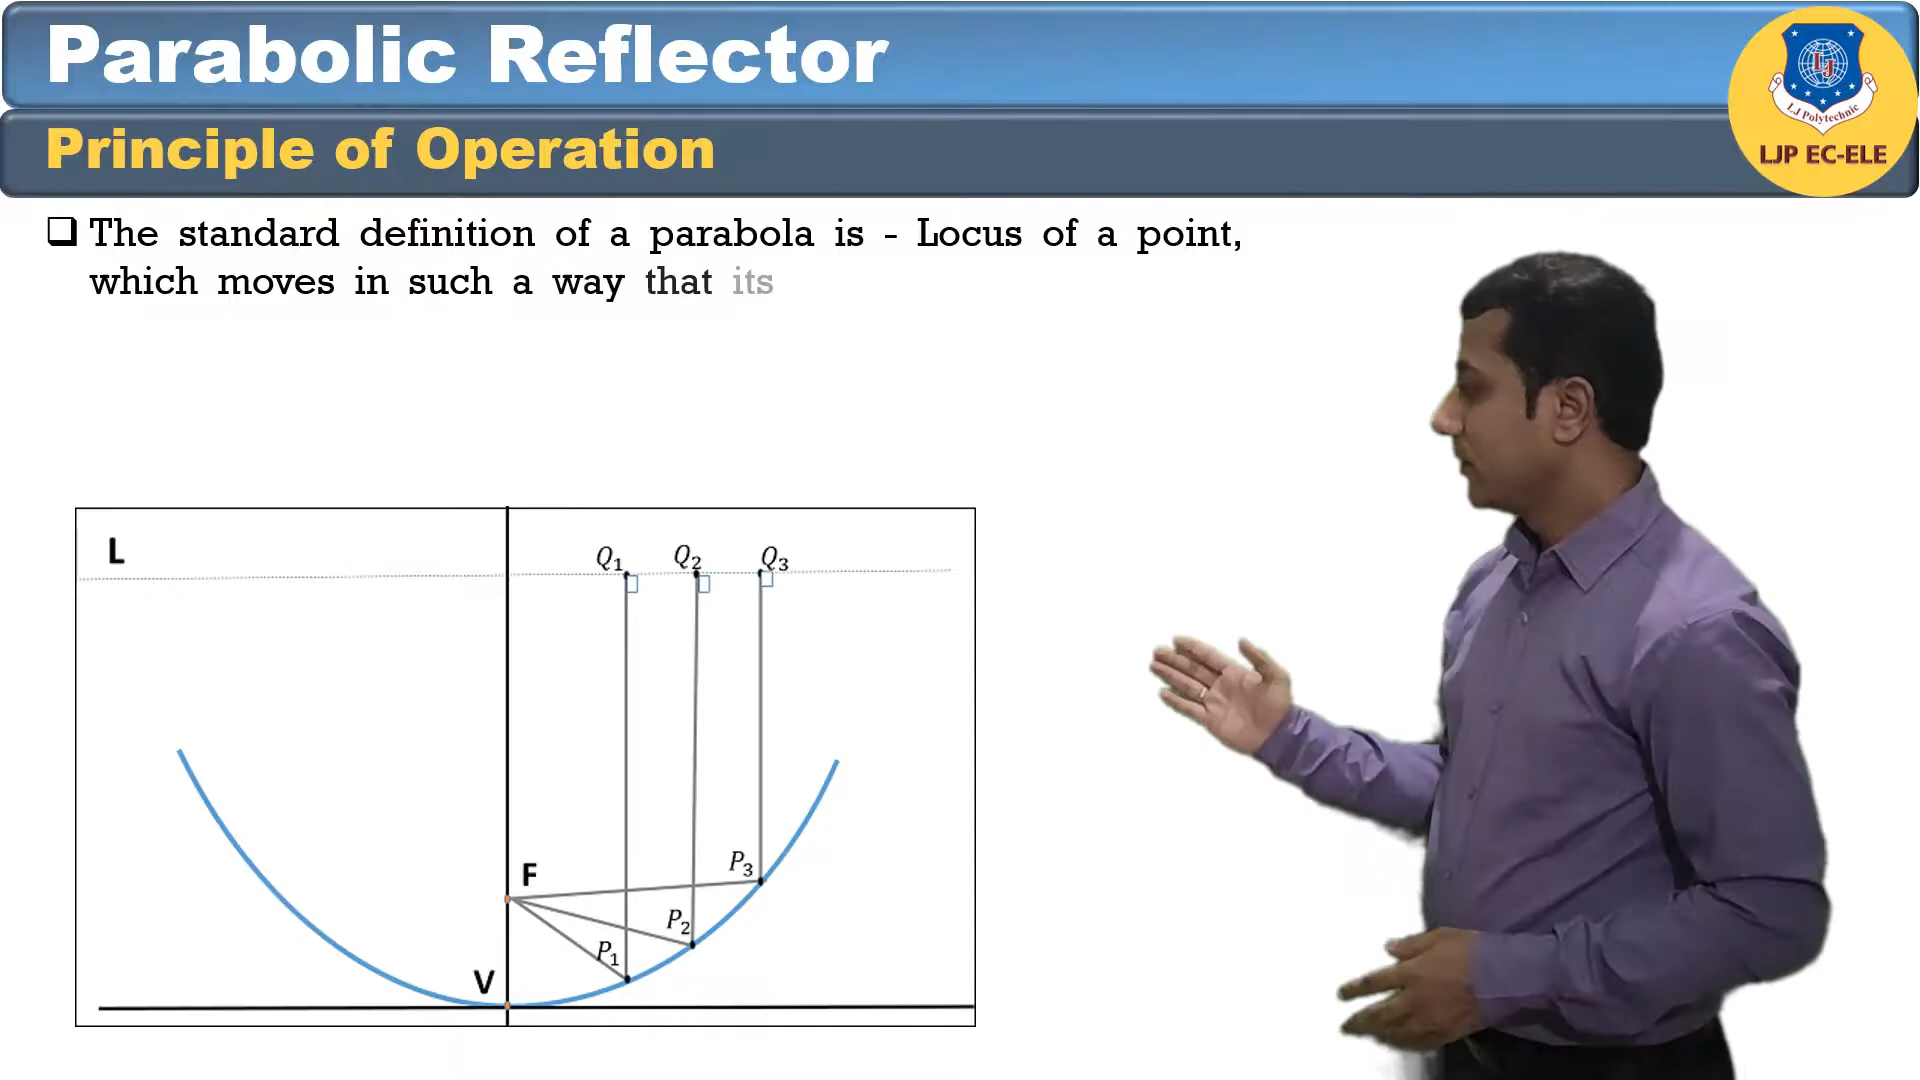 Parabolic Reflector
Principle of Operation
LJ
LJ Polytechnic
LJP EC-ELE
The standard definition of a parabola is - Locus of a point,
which moves in such a way that its
L
Q1 Q2 Q3
F
P3
P2
P1
V